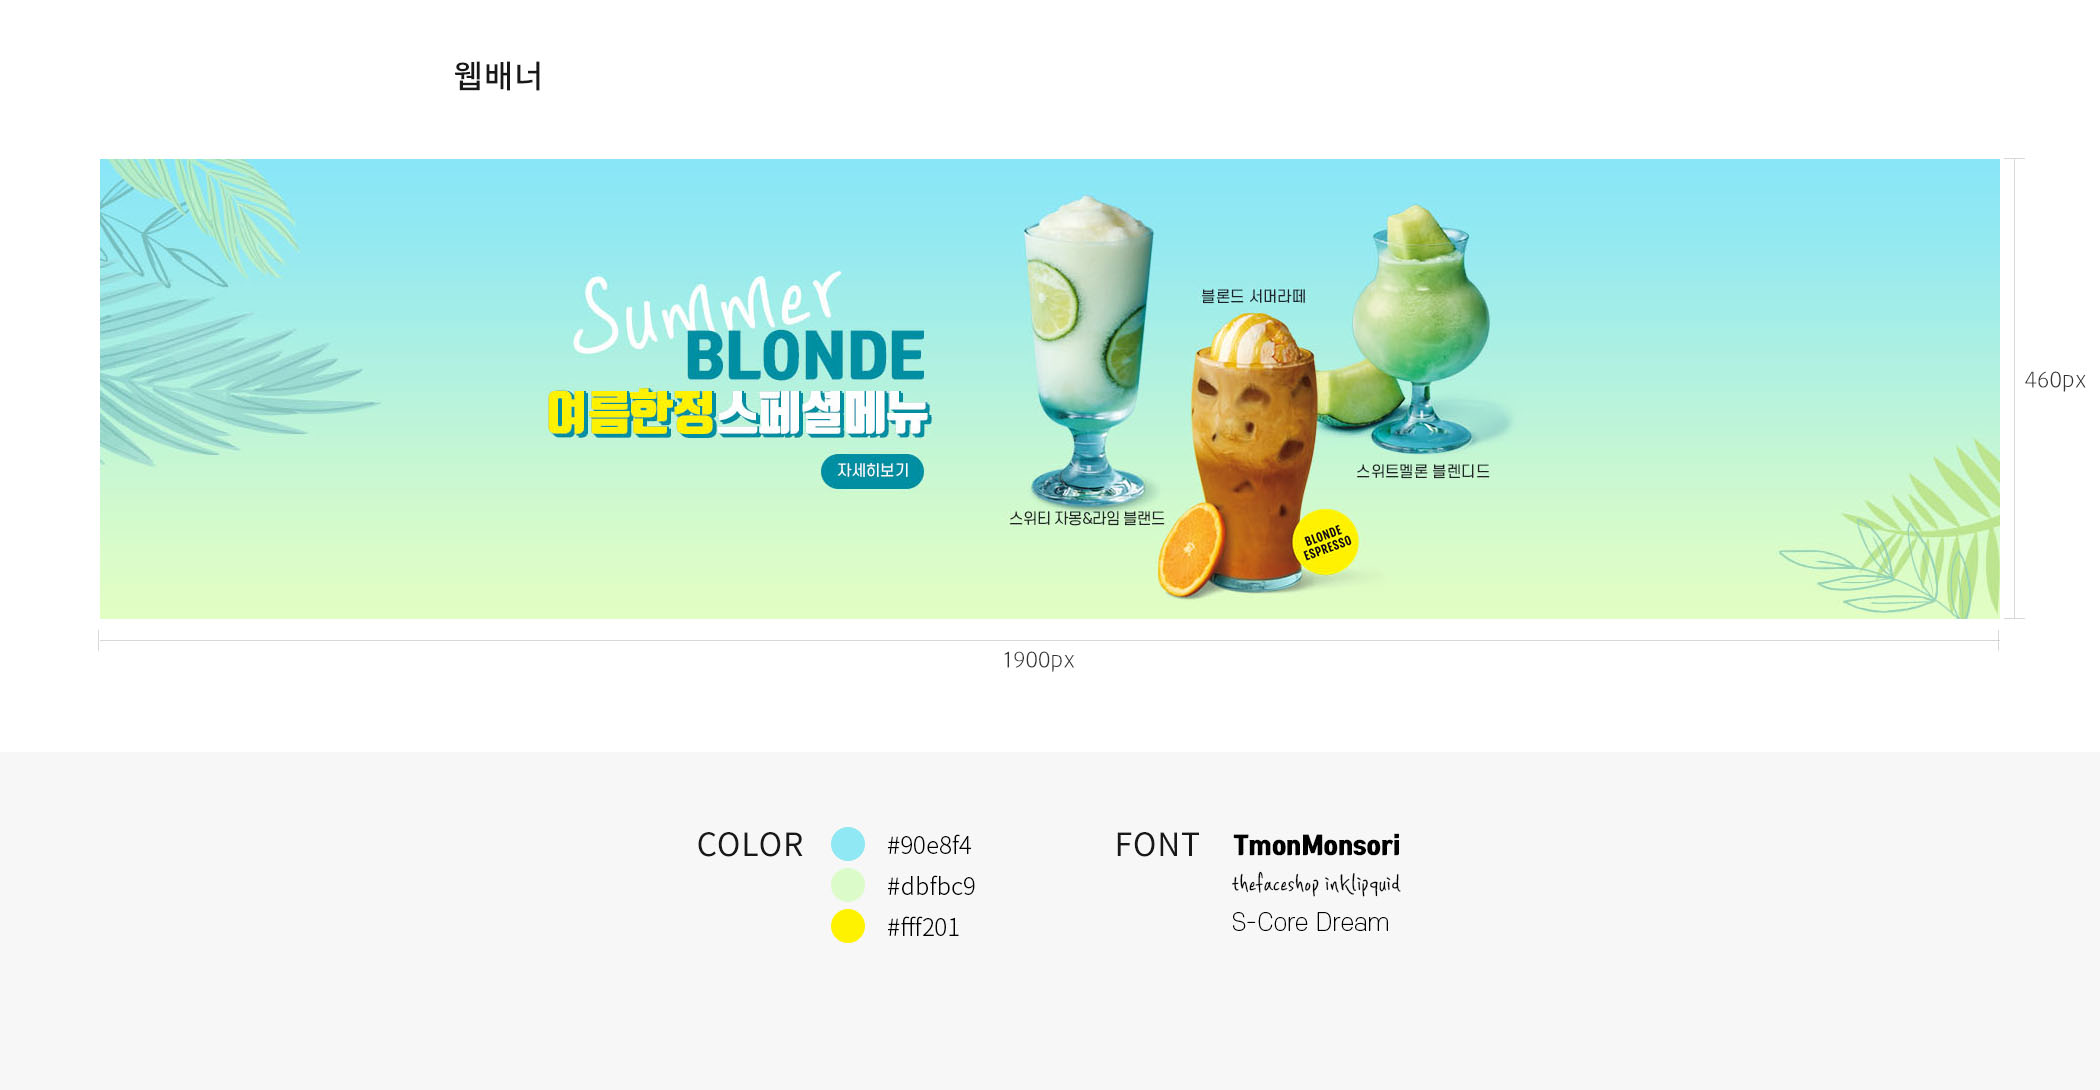 웹배너
Summer
BLONDE
여름한정스페셜메뉴
자세히보기
스위티 자몽&라임 블랜드
블론드 서머라떼
스위트멜론 블렌디드
BLONDE
ESPRESSO
460px
1900px
COLOR
#90e8f4
#dbfbc9
#fff201
FONT
TmonMonsori
thefaceshop inklipquid
S-Core Dream